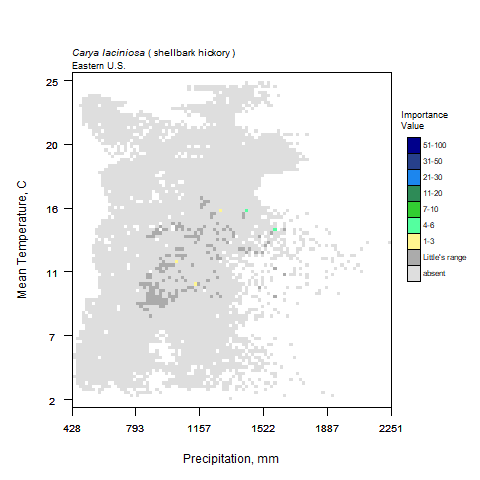 Carya laciniosa ( shellbark hickory )
Eastern U.S.
25
20
16
11
7
2
Mean Temperature, C
428 793 1157 1522 1887 2251
Precipitation, mm
Importance
Value
51-100
31-50
21-30
11-20
7-10
4-6
1-3
Little's range
absent